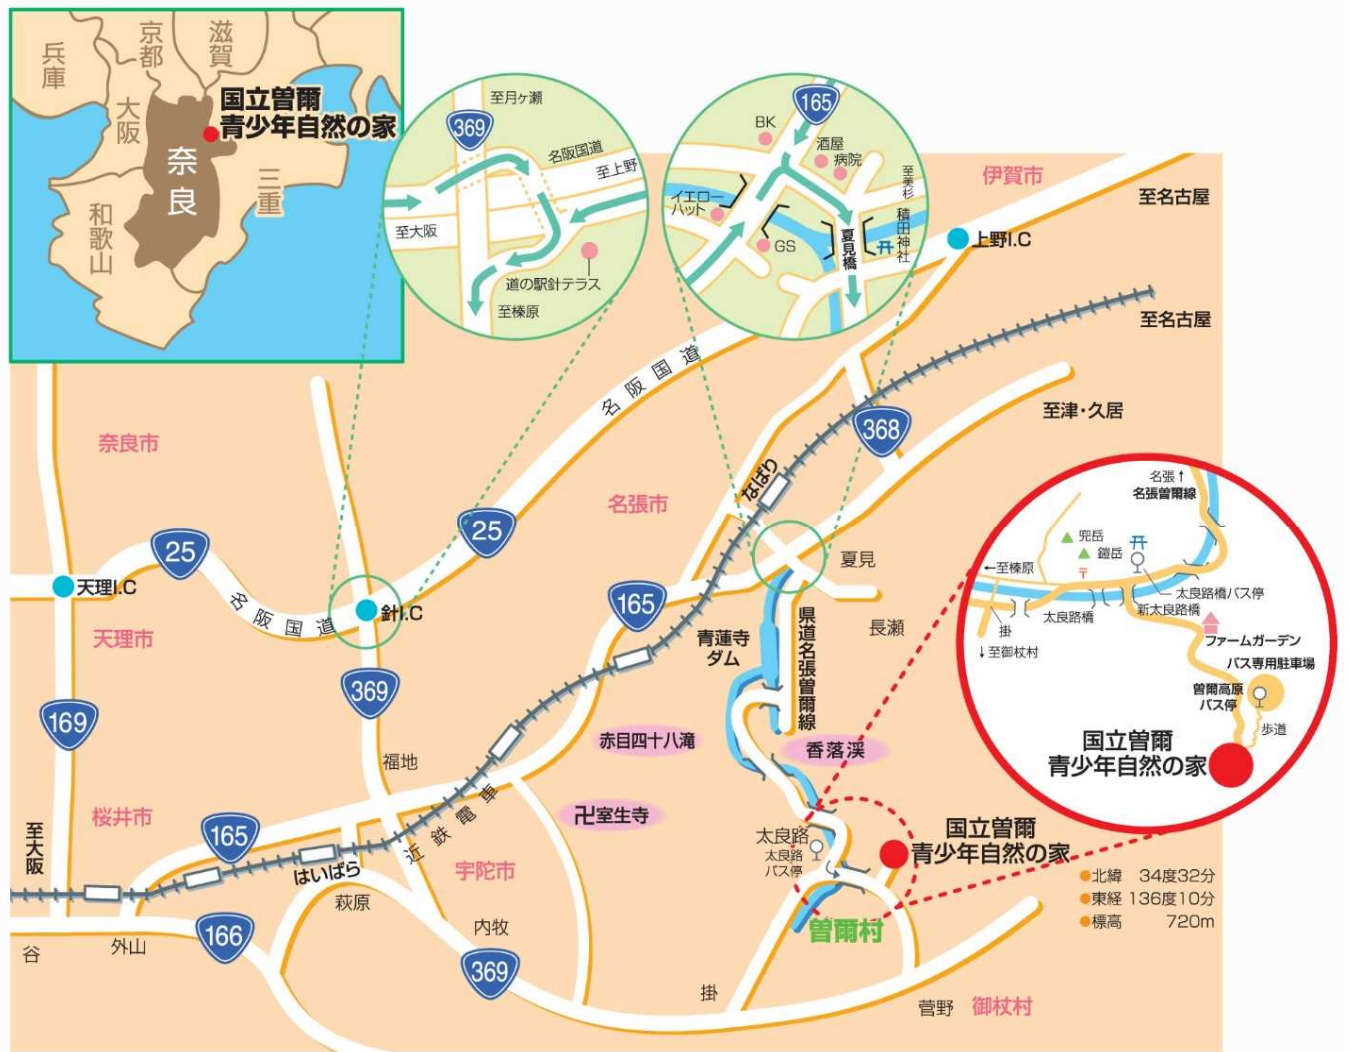 兵庫
京都
滋賀
大阪
奈良
三重
和歌山
国立曽爾
青少年自然の家
至月ヶ瀬
369
名阪国道
至上野
至大阪
道の駅針テラス
至榛原
165
BK
酒屋
病院
至美杉
イエロー
ハット
GS
夏見橋
積田神社
伊賀市
至名古屋
上野I.C
至名古屋
名阪国道
至津・久居
368
奈良市
名張市
なばり
25
25
天理I.C
名阪国道
針I.C
天理市
165
夏見
長瀬
青蓮寺
ダム
県道名張曽爾線
369
169
赤目四十八滝
香落渓
福地
桜井市
165
近鉄電車
卍室生寺
至大阪
はいばら
萩原
宇陀市
内牧
外山
谷
166
369
太良路
太良路
バス停
国立曽爾
青少年自然の家
曽爾村
掛
菅野
御杖村
●北緯 34度32分
●東経 136度10分
●標高 720m
名張↑
名張曽爾線
兜岳
鎧岳
〒
←至榛原
太良路橋バス停
新太良路橋
太良路橋
掛
↓至御杖村
ファームガーデン
バス専用駐車場
曽爾高原
バス停
歩道
国立曽爾
青少年自然の家